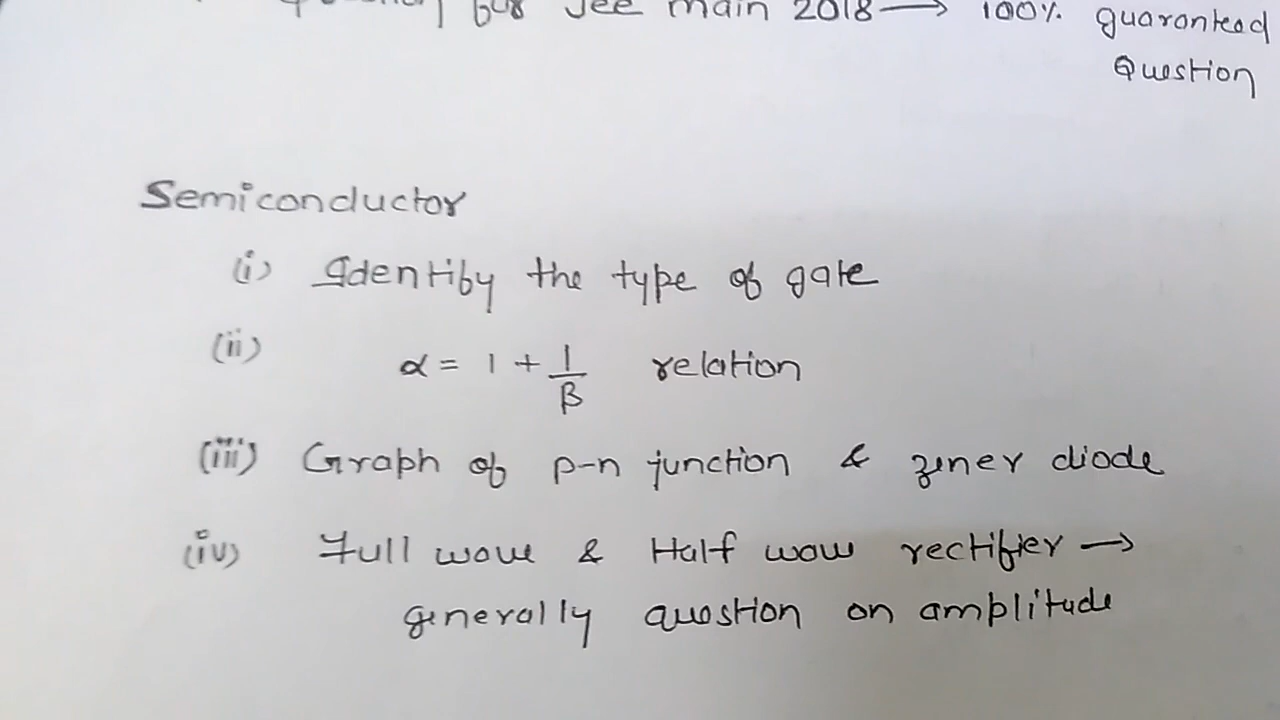 Jee main 2018 → 100% guaranteed
Question
Semiconductor
(i) Identify the type of gate
(ii) α = 1 + 1/β relation
(iii) Graph of p-n junction & zener diode
(iv) Full wave & Half wave rectifier →
generally question on amplitude